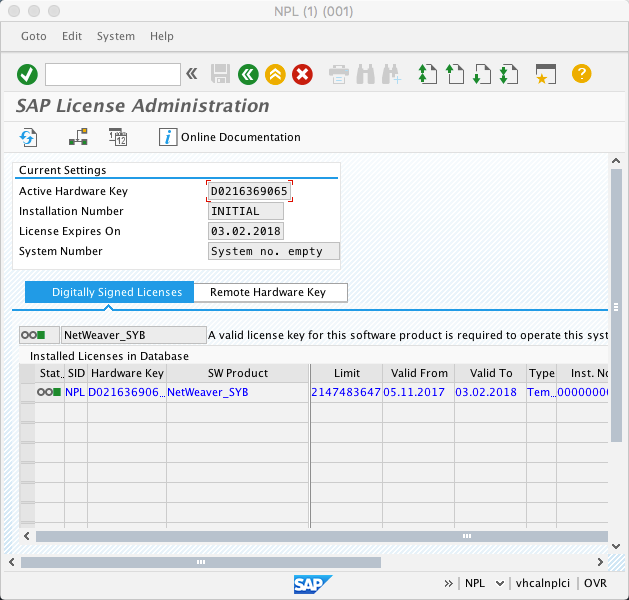 NPL (1) (001)
Goto Edit System Help
SAP License Administration
Online Documentation
Current Settings
Active Hardware Key D0216369065
Installation Number INITIAL
License Expires On 03.02.2018
System Number System no. empty
Digitally Signed Licenses Remote Hardware Key
NetWeaver_SYB A valid license key for this software product is required to operate this syst
Installed Licenses in Database
Stat. SID Hardware Key SW Product Limit Valid From Valid To Type Inst. No
NPL D021636906… NetWeaver_SYB 2147483647 05.11.2017 03.02.2018 Tem… 0000000
SAP NPL vhcalnplci OVR